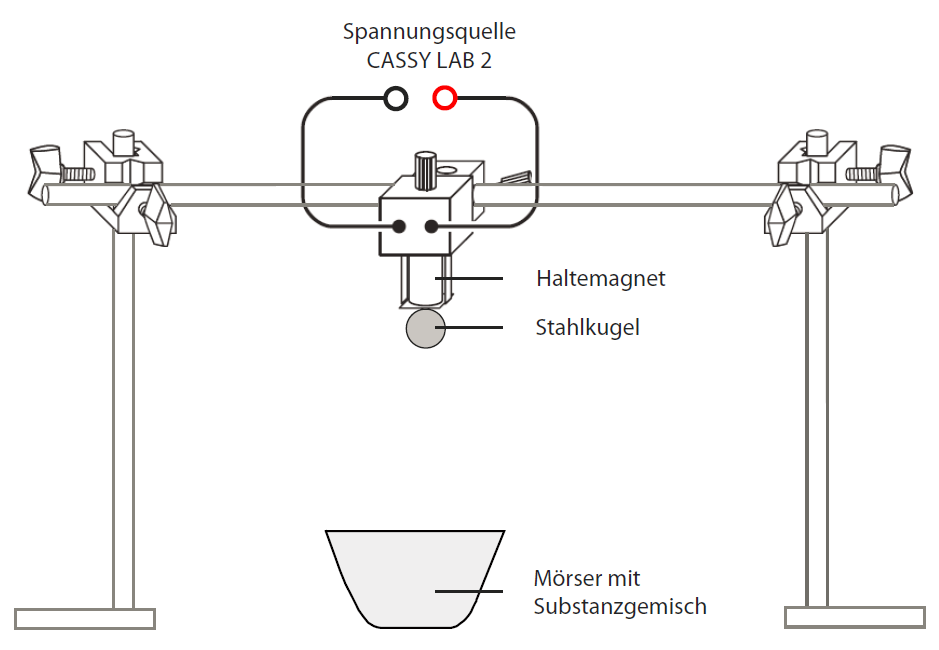 Spannungsquelle
CASSY LAB 2
Haltemagnet
Stahlkugel
Mörser mit
Substanzgemisch